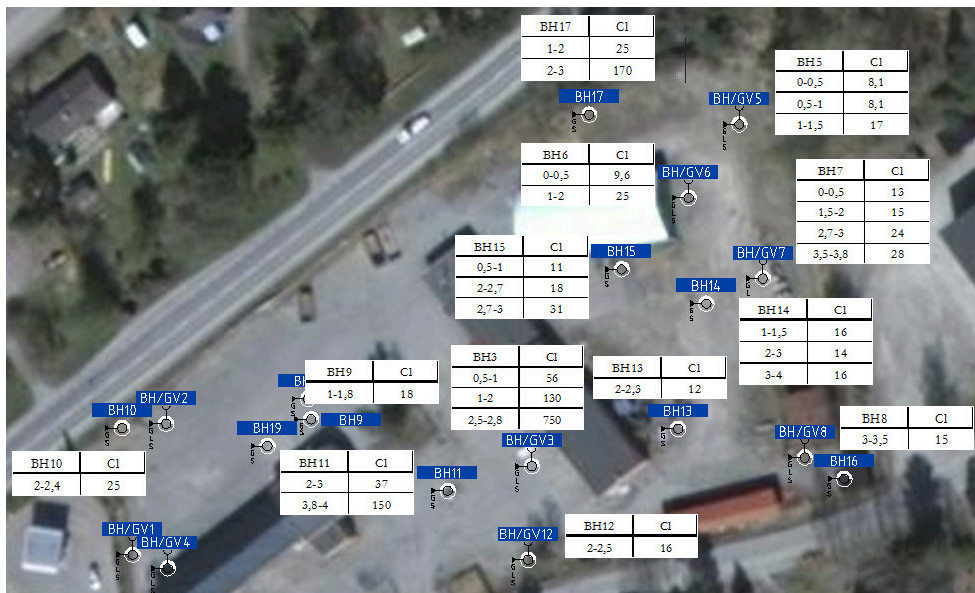 BH17 Cl
1-2 25
2-3 170
BH17
BH/GV5
G
L
S
G
L
S
BH5 Cl
0-0,5 8,1
0,5-1 8,1
1-1,5 17
BH6 Cl
0-0,5 9,6
1-2 25
BH/GV6
G
L
S
BH7 Cl
0-0,5 13
1,5-2 15
2,7-3 24
3,5-3,8 28
BH15 Cl
0,5-1 11
2-2,7 18
2,7-3 31
BH15
G
S
BH/GV7
G
L
BH14
G
S
BH14 Cl
1-1,5 16
2-3 14
3-4 16
BH9 Cl
1-1,8 18
BH3 Cl
0,5-1 56
1-2 130
2,5-2,8 750
BH13 Cl
2-2,3 12
BH/GV2
G
L
S
BH10
G
S
BH
G
S
BH9
BH19
G
S
BH13
G
S
BH8 Cl
3-3,5 15
BH/GV8
G
L
S
BH16
G
S
BH10 Cl
2-2,4 25
BH11 Cl
2-3 37
3,8-4 150
BH/GV3
G
L
S
BH11
G
S
BH/GV1
G
L
S
BH/GV4
G
L
S
BH/GV12
G
L
S
BH12 Cl
2-2,5 16